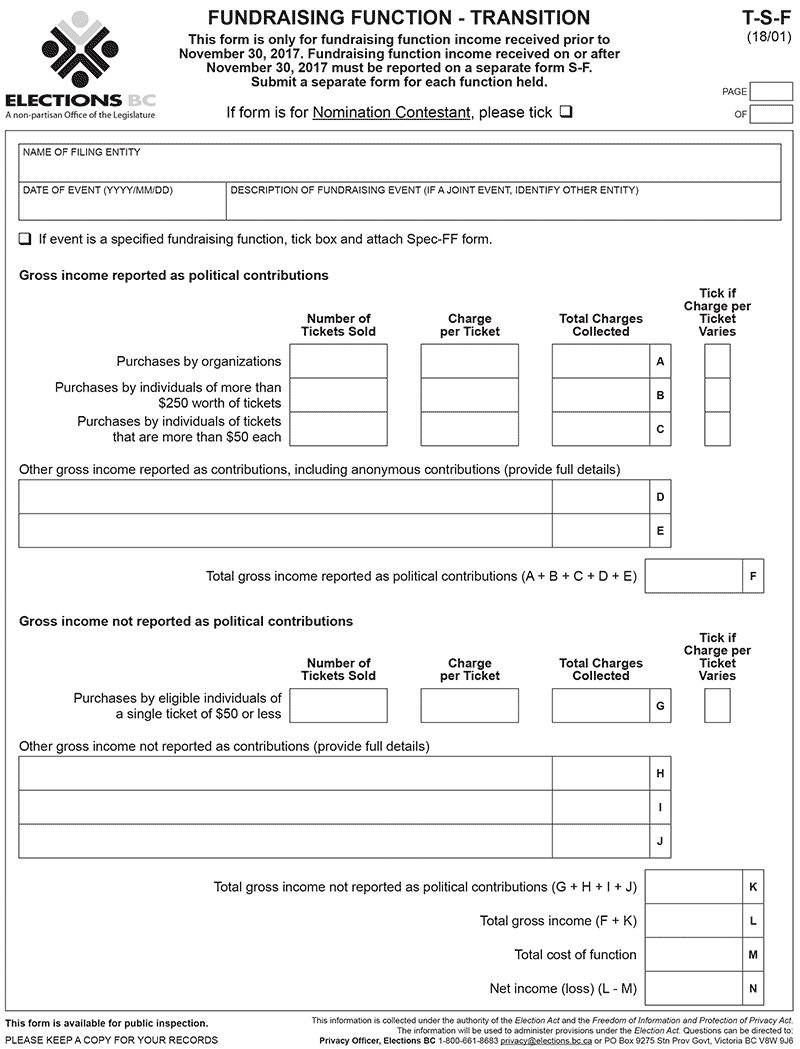 FUNDRAISING FUNCTION - TRANSITION
T-S-F
(18/01)
This form is only for fundraising function income received prior to
November 30, 2017. Fundraising function income received on or after
November 30, 2017 must be reported on a separate form S-F.
Submit a separate form for each function held.
ELECTIONS BC
A non-partisan Office of the Legislature
If form is for Nomination Contestant, please tick ❑
PAGE
OF
NAME OF FILING ENTITY
DATE OF EVENT (YYYY/MM/DD)
DESCRIPTION OF FUNDRAISING EVENT (IF A JOINT EVENT, IDENTIFY OTHER ENTITY)
❑ If event is a specified fundraising function, tick box and attach Spec-FF form.
Gross income reported as political contributions
Number of
Tickets Sold
Charge
per Ticket
Total Charges
Collected
Tick if
Charge per
Ticket
Varies
Purchases by organizations
A
Purchases by individuals of more than
$250 worth of tickets
B
Purchases by individuals of tickets
that are more than $50 each
C
Other gross income reported as contributions, including anonymous contributions (provide full details)
D
E
Total gross income reported as political contributions (A + B + C + D + E)
F
Gross income not reported as political contributions
Number of
Tickets Sold
Charge
per Ticket
Total Charges
Collected
Tick if
Charge per
Ticket
Varies
Purchases by eligible individuals of
a single ticket of $50 or less
G
Other gross income not reported as contributions (provide full details)
H
I
J
Total gross income not reported as political contributions (G + H + I + J)
K
Total gross income (F + K)
L
Total cost of function
M
Net income (loss) (L - M)
N
This form is available for public inspection.
PLEASE KEEP A COPY FOR YOUR RECORDS
This information is collected under the authority of the Election Act and the Freedom of Information and Protection of Privacy Act.
The information will be used to administer provisions under the Election Act. Questions can be directed to:
Privacy Officer, Elections BC 1-800-661-8683 privacy@elections.bc.ca or PO Box 9275 Stn Prov Govt, Victoria BC V8W 9J6